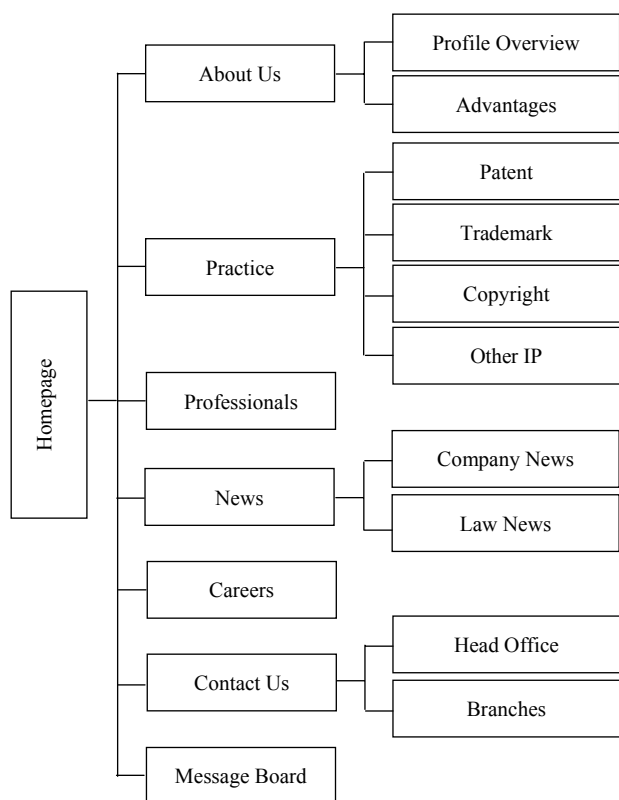 Homepage
About Us
Profile Overview
Advantages
Practice
Patent
Trademark
Copyright
Other IP
Professionals
News
Company News
Law News
Careers
Contact Us
Head Office
Branches
Message Board